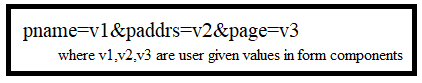 pname=v1&paddrs=v2&page=v3
where v1,v2,v3 are user given values in form components